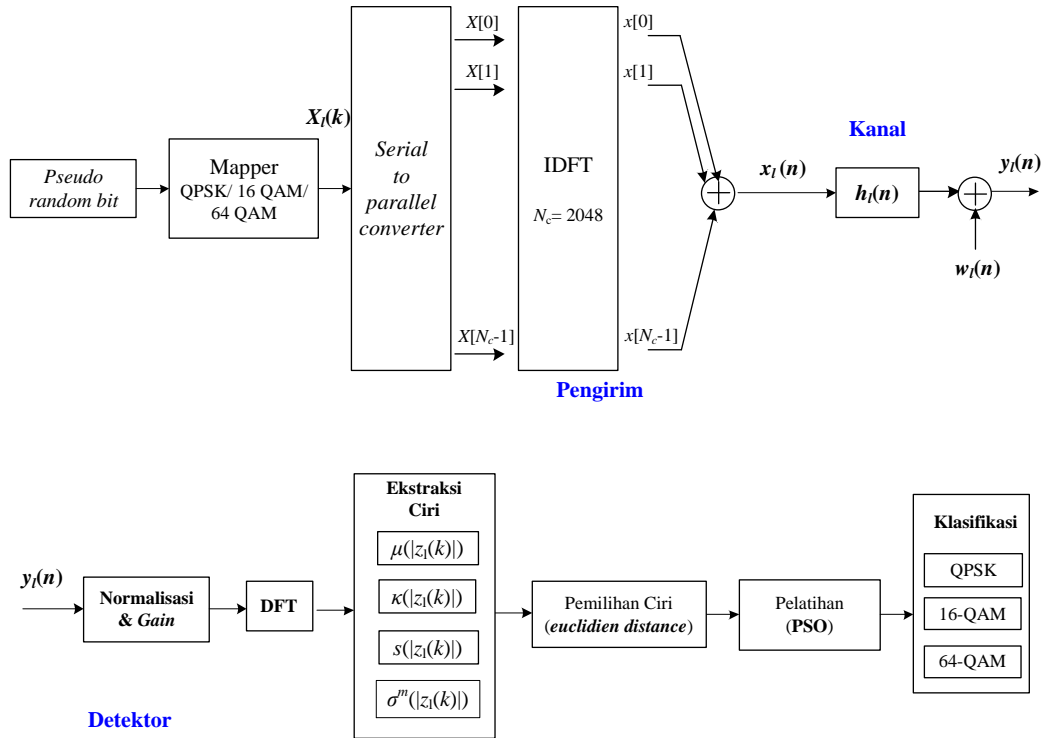 X[0]
x[0]
X[1]
x[1]
X_l(k)
Kanal
Pseudo
random bit
Mapper
QPSK/ 16 QAM/
64 QAM
Serial
to
parallel
converter
IDFT
N_c= 2048
x_l(n)
h_l(n)
y_l(n)
w_l(n)
X[N_c-1]
x[N_c-1]
Pengirim
y_l(n)
Normalisasi
& Gain
DFT
Ekstraksi
Ciri
μ(|z_l(k)|)
κ(|z_l(k)|)
s(|z_l(k)|)
σ^m(|z_l(k)|)
Pemilihan Ciri
(euclidien distance)
Pelatihan
(PSO)
Klasifikasi
QPSK
16-QAM
64-QAM
Detektor